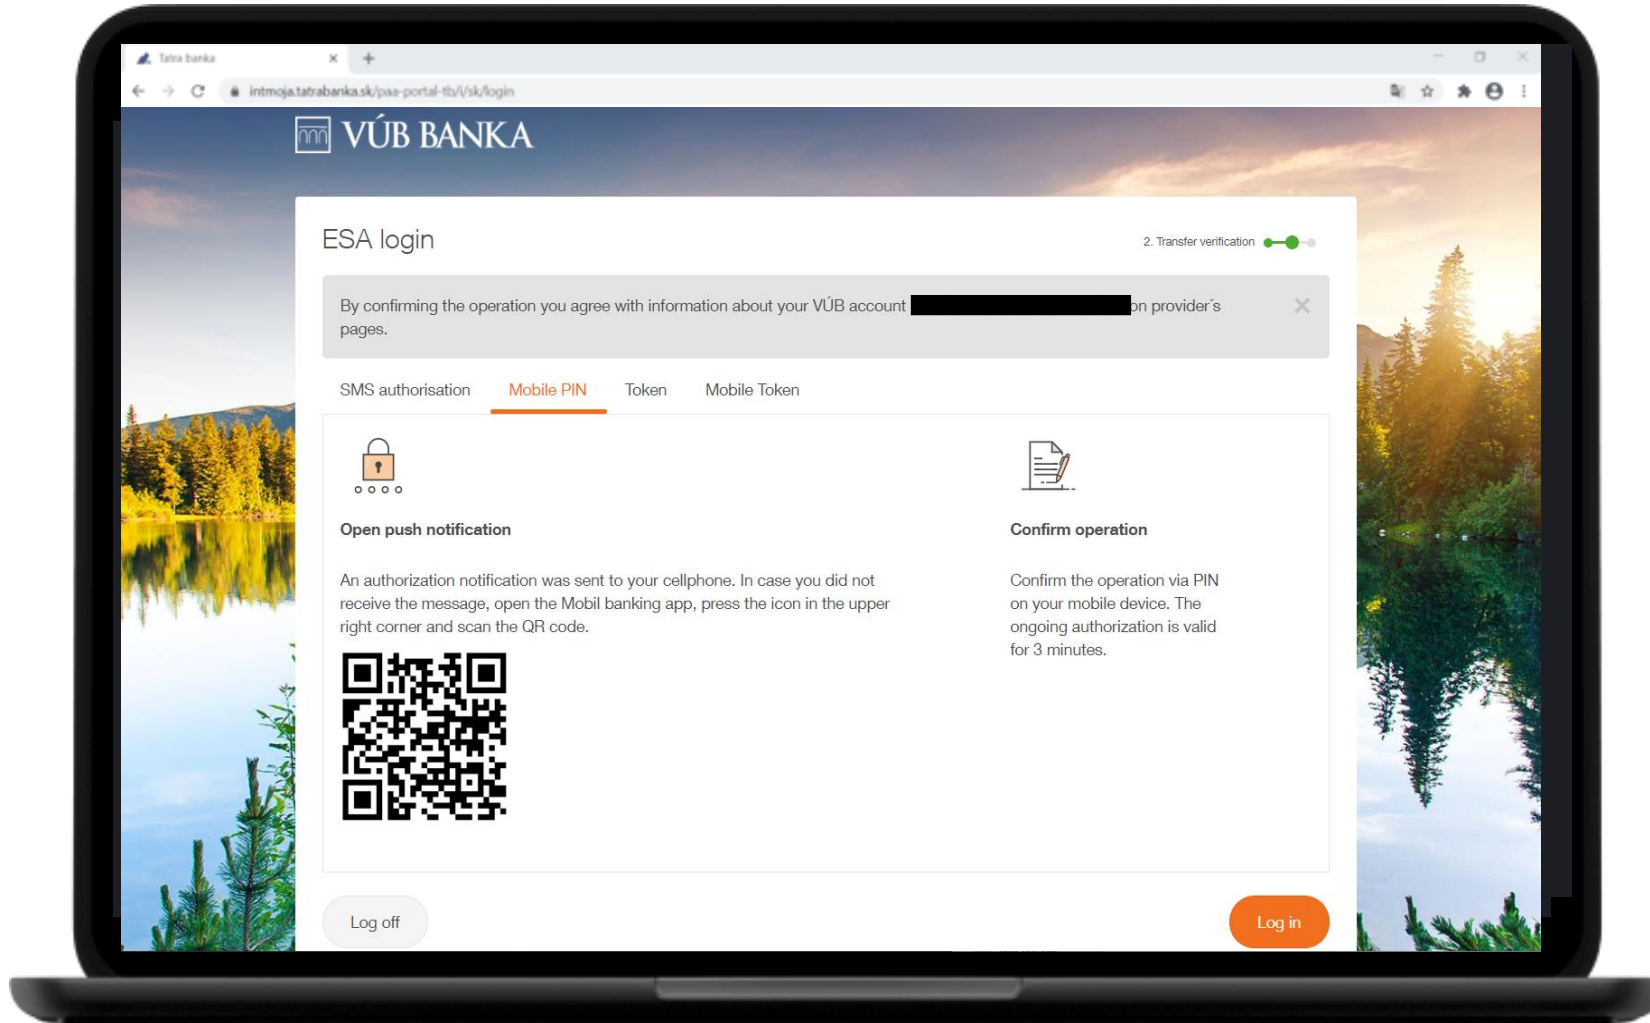 Tatra banka
intmoja.tatrabanka.sk/paa-portal-tb/l/sk/login
VÚB BANKA
ESA login
2. Transfer verification
By confirming the operation you agree with information about your VÚB account on provider´s
pages.
SMS authorisation Mobile PIN Token Mobile Token
Open push notification
An authorization notification was sent to your cellphone. In case you did not
receive the message, open the Mobil banking app, press the icon in the upper
right corner and scan the QR code.
Confirm operation
Confirm the operation via PIN
on your mobile device. The
ongoing authorization is valid
for 3 minutes.
Log off
Log in